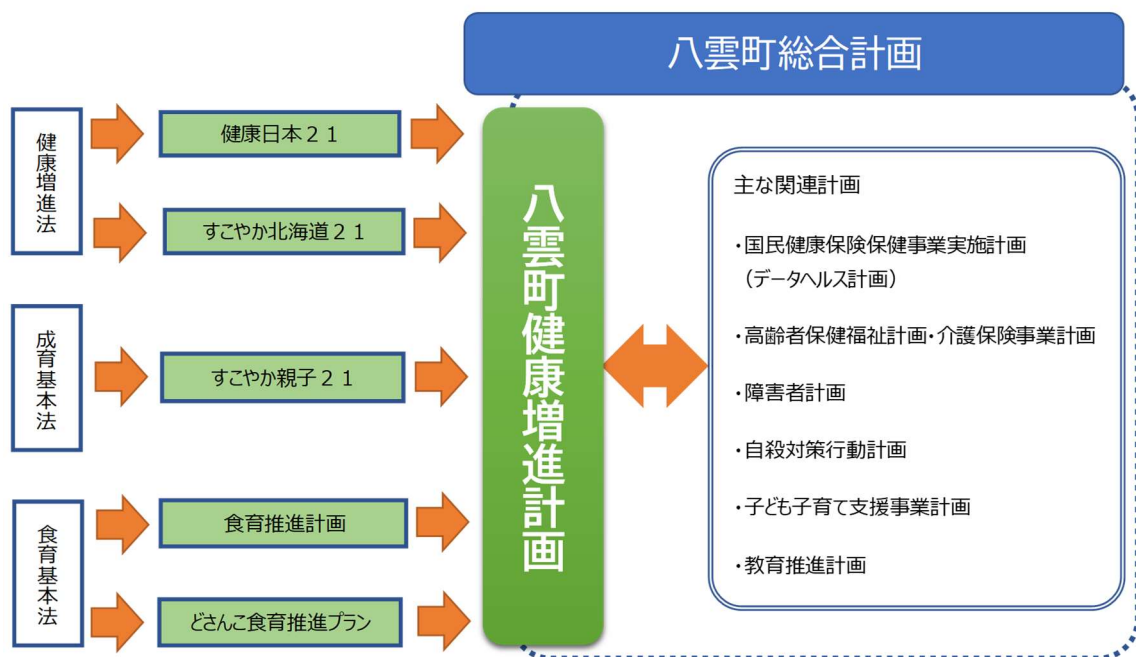 八雲町総合計画
健康増進法
健康日本２１
すこやか北海道２１
成育基本法
すこやか親子２１
食育基本法
食育推進計画
どさんこ食育推進プラン
八雲町健康増進計画
主な関連計画
・国民健康保険保健事業実施計画
（データヘルス計画）
・高齢者保健福祉計画・介護保険事業計画
・障害者計画
・自殺対策行動計画
・子ども子育て支援事業計画
・教育推進計画